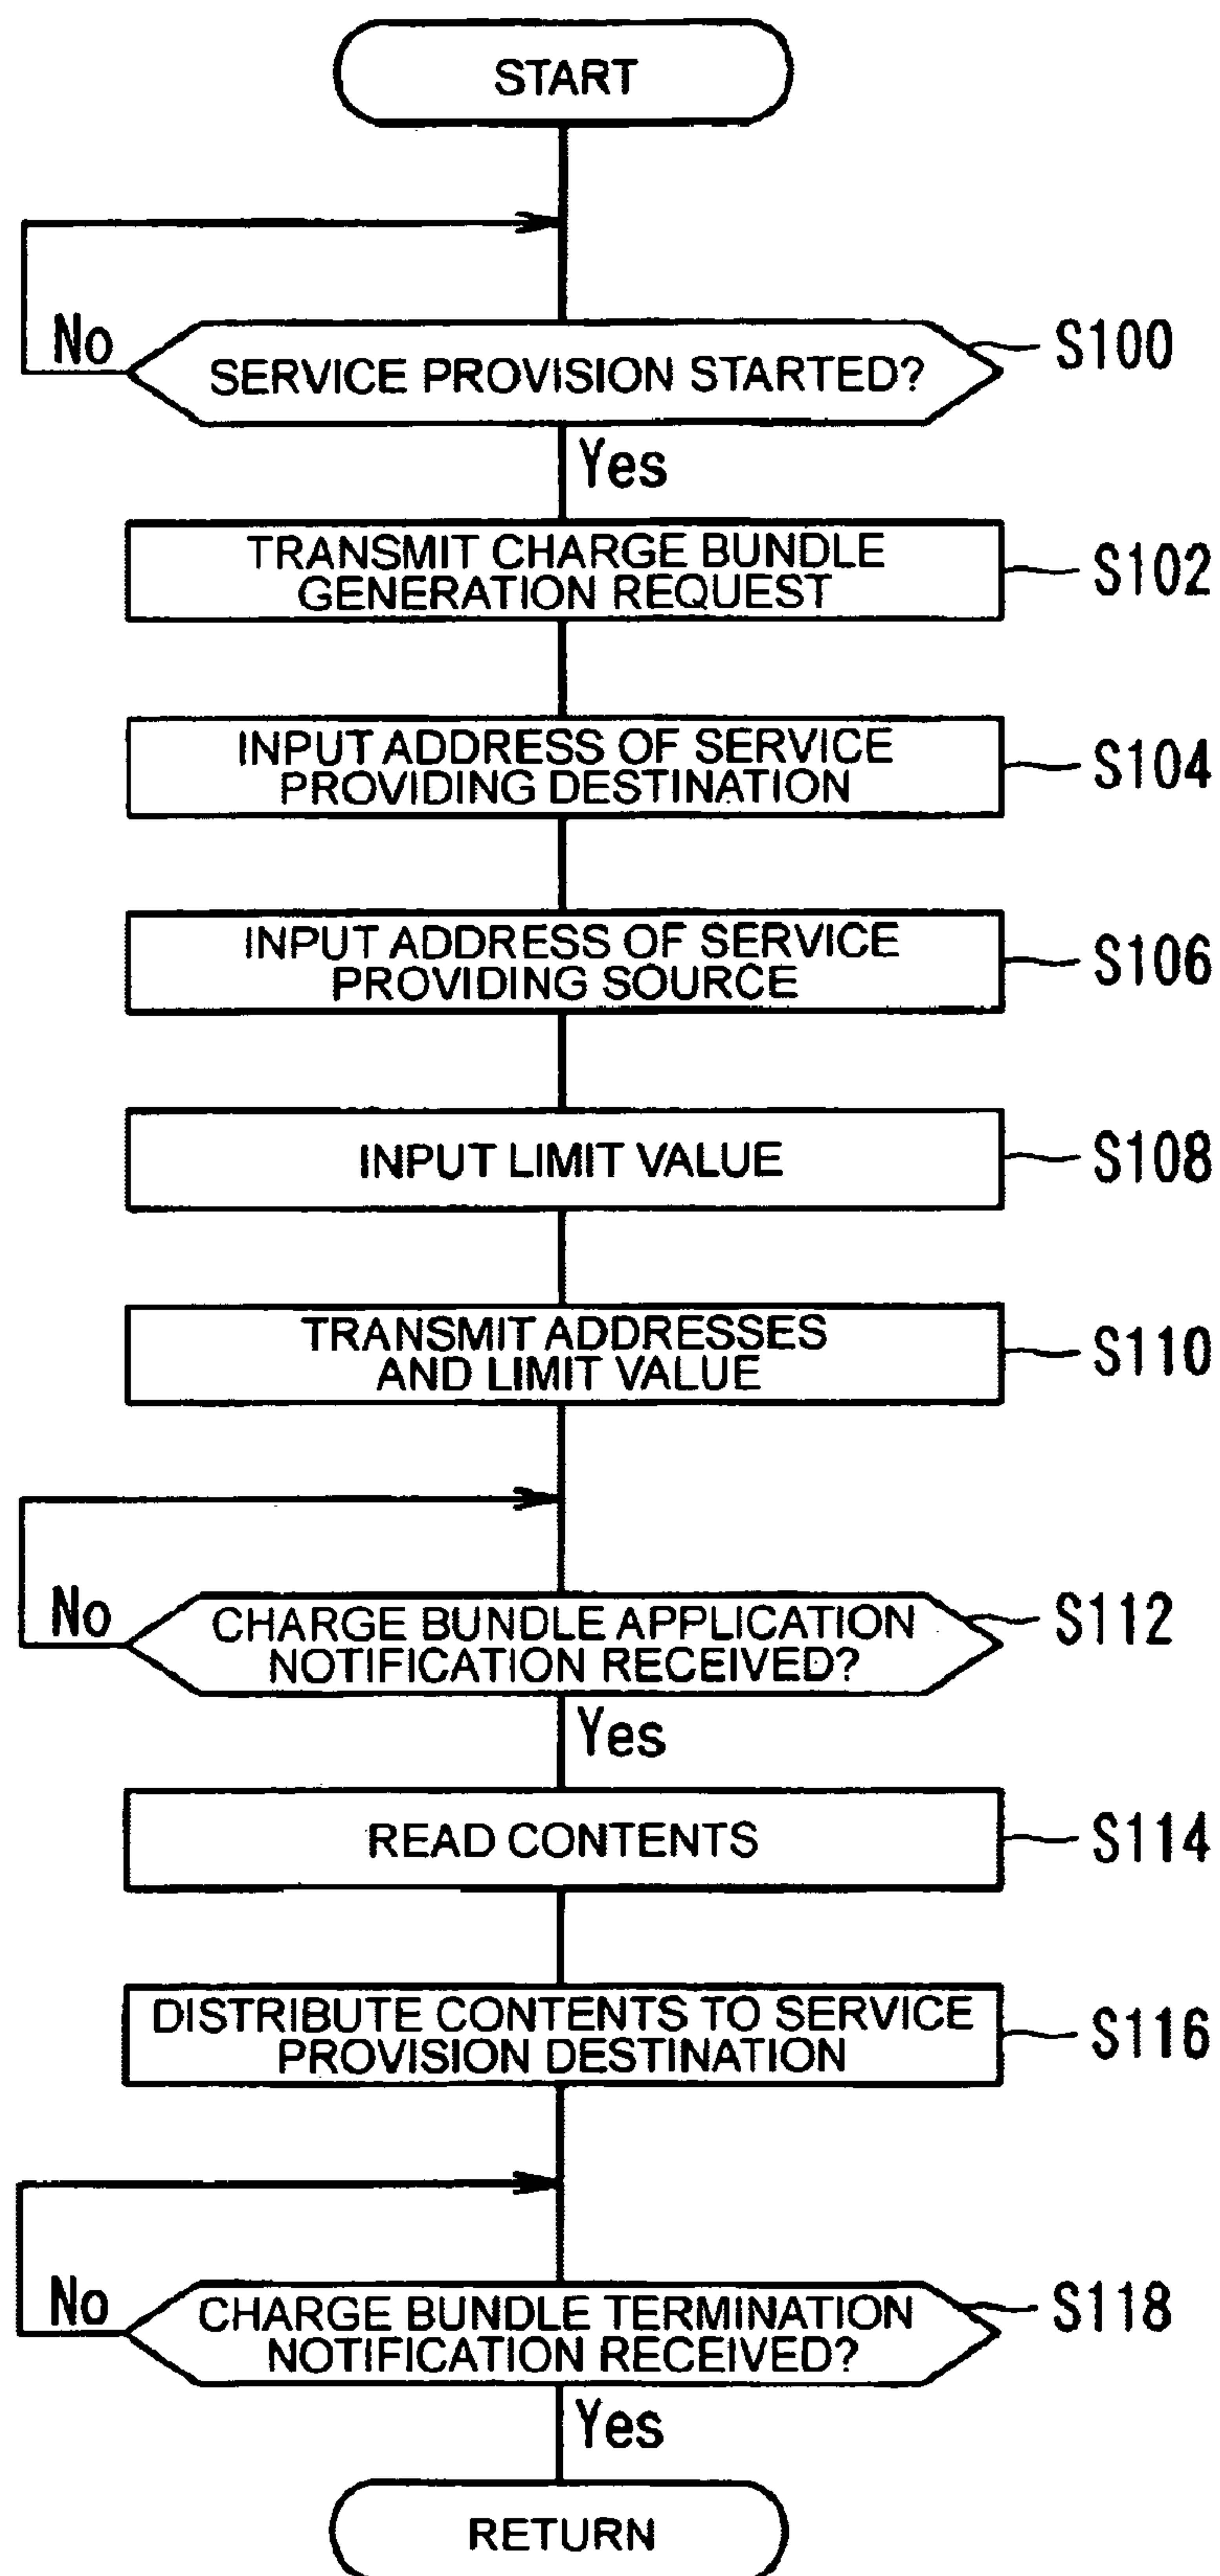 START
No
SERVICE PROVISION STARTED?
S100
Yes
TRANSMIT CHARGE BUNDLE
GENERATION REQUEST
S102
INPUT ADDRESS OF SERVICE
PROVIDING DESTINATION
S104
INPUT ADDRESS OF SERVICE
PROVIDING SOURCE
S106
INPUT LIMIT VALUE
S108
TRANSMIT ADDRESSES
AND LIMIT VALUE
S110
No
CHARGE BUNDLE APPLICATION
NOTIFICATION RECEIVED?
S112
Yes
READ CONTENTS
S114
DISTRIBUTE CONTENTS TO SERVICE
PROVISION DESTINATION
S116
No
CHARGE BUNDLE TERMINATION
NOTIFICATION RECEIVED?
S118
Yes
RETURN